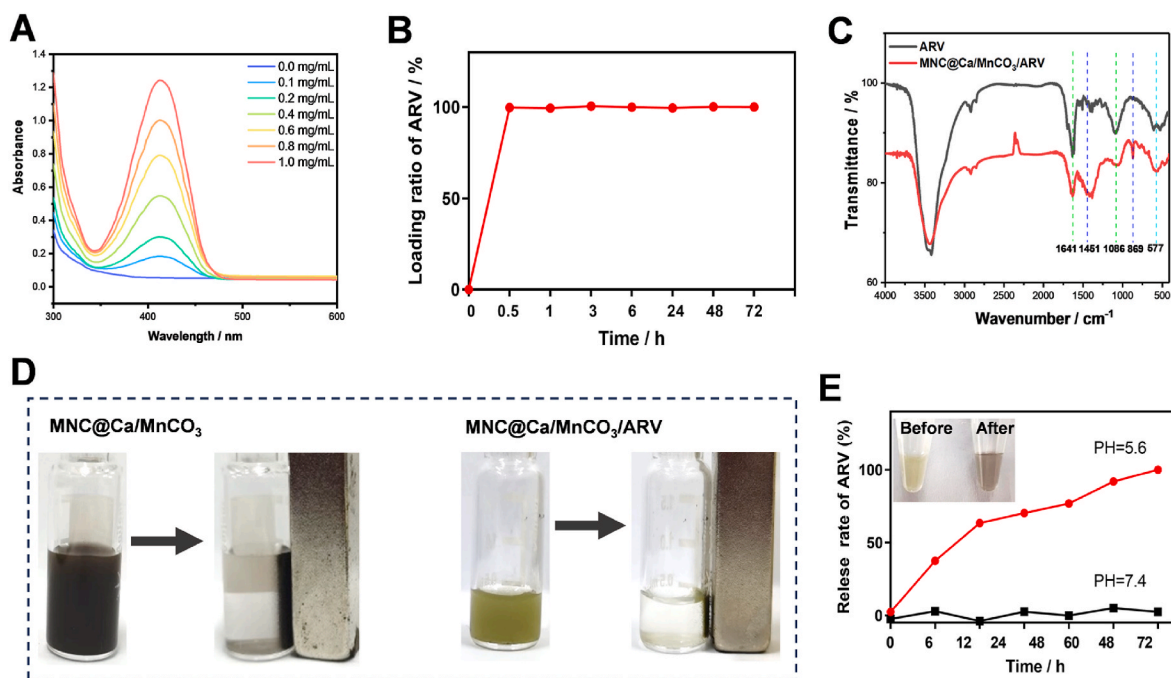 A
1.4
1.2
1.0
0.8
0.6
0.4
0.2
0.0
Absorbance
300
400
500
600
Wavelength / nm
0.0 mg/mL
0.1 mg/mL
0.2 mg/mL
0.4 mg/mL
0.6 mg/mL
0.8 mg/mL
1.0 mg/mL
B
Loading ratio of ARV / %
100
50
0
0
0.5
1
3
6
24
48
72
Time / h
C
ARV
MNC@Ca/MnCO₃/ARV
Transmittance / %
100
80
60
1641
1451
1086
869
577
4000
3500
3000
2500
2000
1500
1000
500
Wavenumber / cm⁻¹
D
MNC@Ca/MnCO₃
MNC@Ca/MnCO₃/ARV
E
Relese rate of ARV (%)
100
50
0
Before
After
PH=5.6
PH=7.4
0
6
12
24
48
60
48
72
Time / h